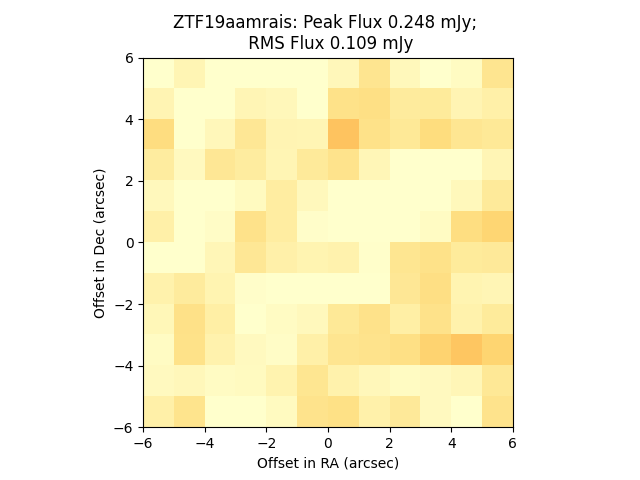 ZTF19aamrais: Peak Flux 0.248 mJy;
RMS Flux 0.109 mJy
6
4
2
0
−2
−4
−6
Offset in Dec (arcsec)
−6 −4 −2 0 2 4 6
Offset in RA (arcsec)